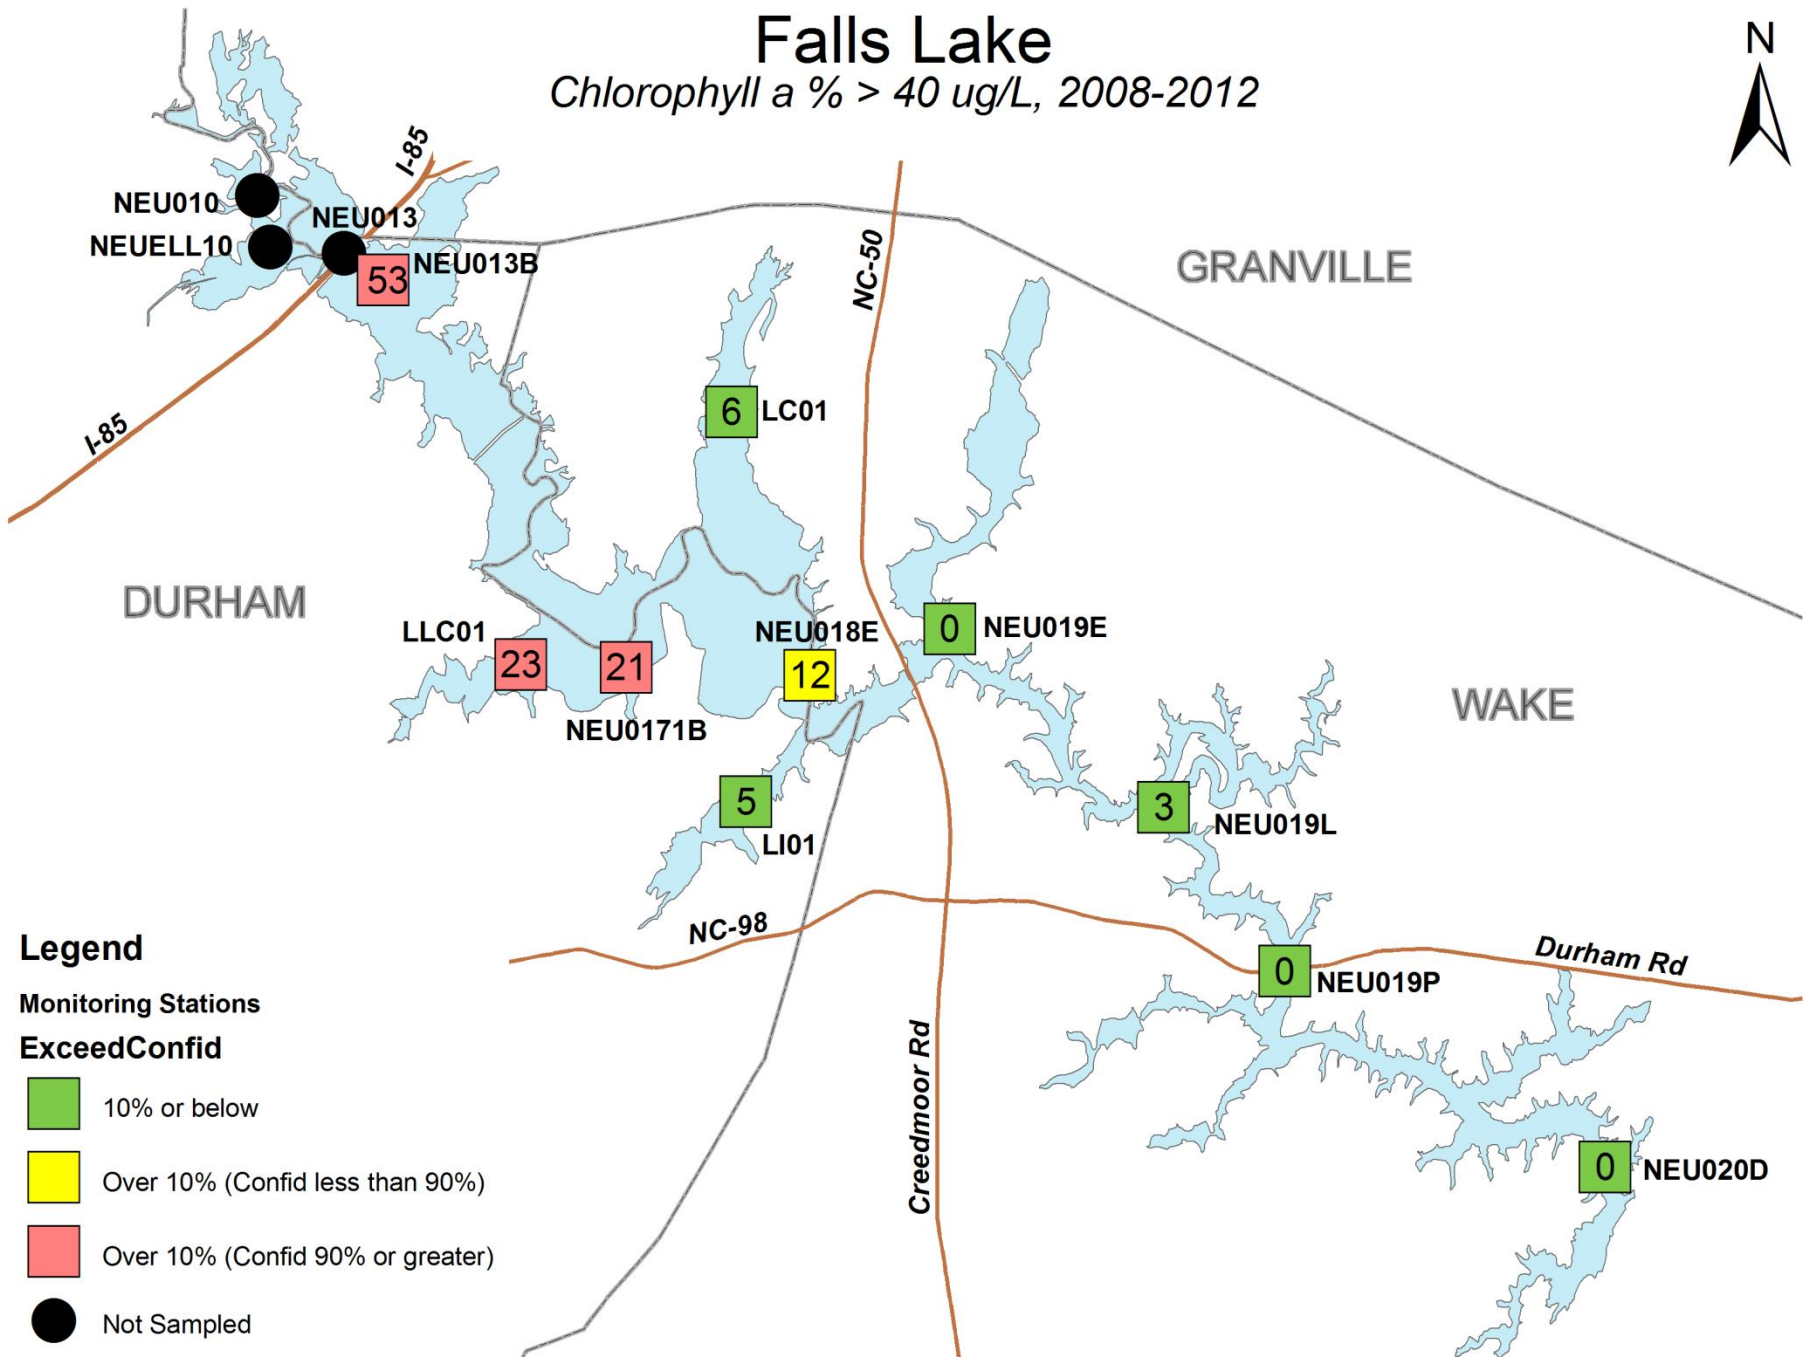 Falls Lake
Chlorophyll a % > 40 ug/L, 2008-2012
N
I-85
NEU010
NEU013
NEUELL10
NEU013B
53
NC-50
GRANVILLE
6
LC01
I-85
DURHAM
LLC01
NEU018E
0
NEU019E
23
21
12
NEU0171B
WAKE
5
LI01
3
NEU019L
NC-98
Durham Rd
0
NEU019P
Creedmoor Rd
0
NEU020D
Legend
Monitoring Stations
ExceedConfid
10% or below
Over 10% (Confid less than 90%)
Over 10% (Confid 90% or greater)
Not Sampled